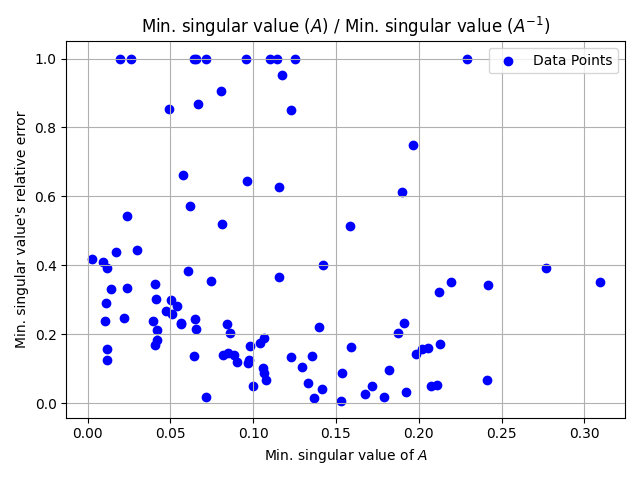 Min. singular value (A) / Min. singular value (A⁻¹)
Data Points
Min. singular value's relative error
1.0
0.8
0.6
0.4
0.2
0.0
0.00 0.05 0.10 0.15 0.20 0.25 0.30
Min. singular value of A